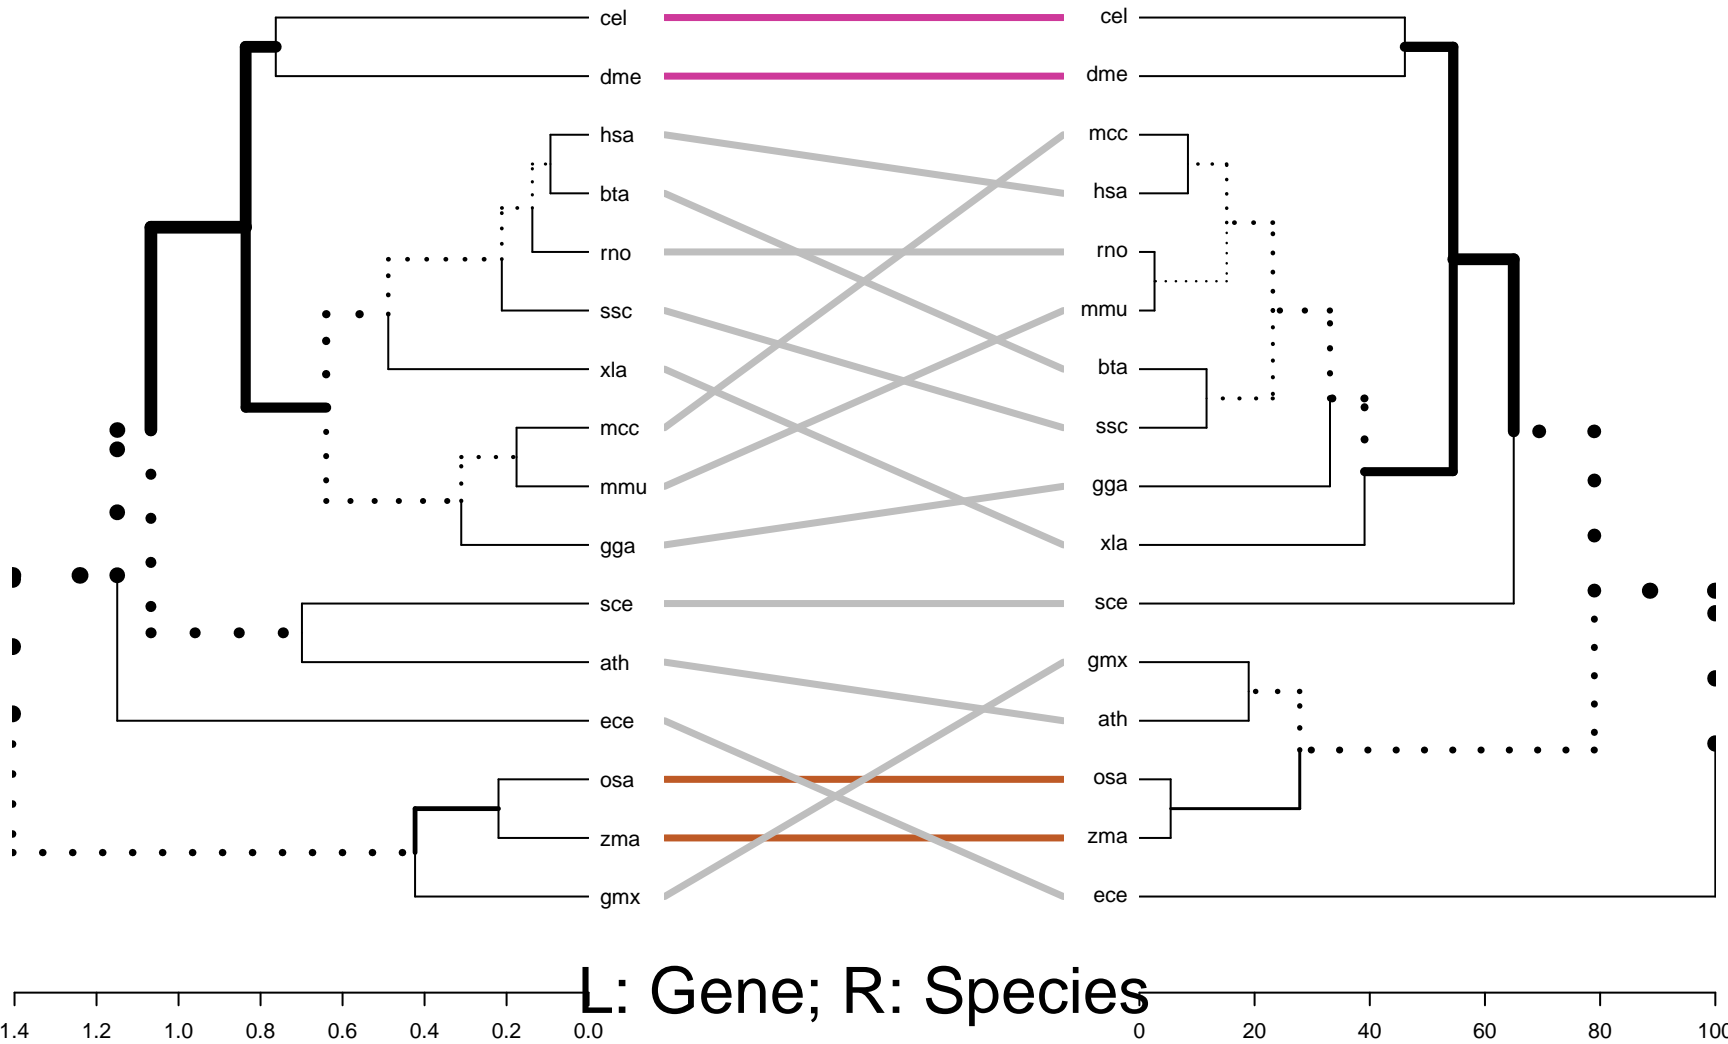 cel cel
dme dme
hsa mcc
bta hsa
rno rno
ssc mmu
xla bta
mcc ssc
mmu gga
gga xla
sce sce
ath gmx
ece ath
osa osa
zma zma
gmx ece
L: Gene; R: Species
1.4 1.2 1.0 0.8 0.6 0.4 0.2 0.0 0 20 40 60 80 100